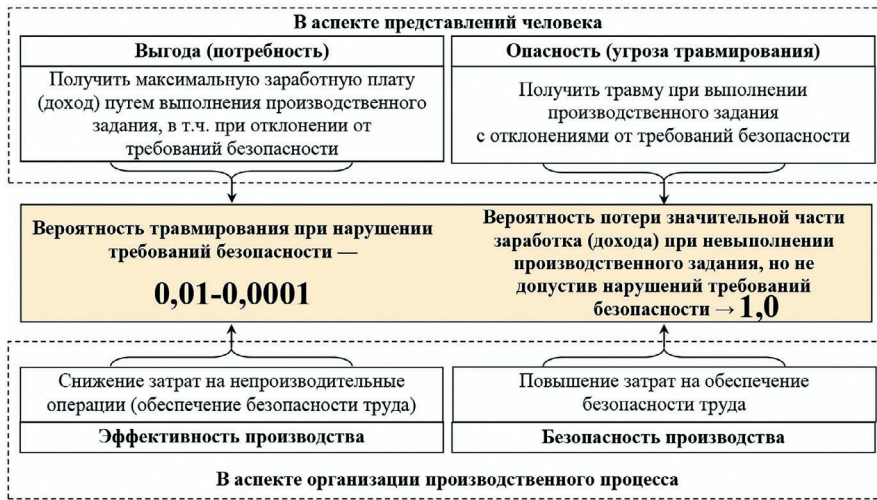 В аспекте представлений человека
Выгода (потребность)
Получить максимальную заработную плату
(доход) путем выполнения производственного
задания, в т.ч. при отклонении от
требований безопасности
Опасность (угроза травмирования)
Получить травму при выполнении
производственного задания
с отклонениями от требований безопасности
Вероятность травмирования при нарушении
требований безопасности —
0,01-0,0001
Вероятность потери значительной части
заработка (дохода) при невыполнении
производственного задания, но не
допустив нарушений требований
безопасности → 1,0
Снижение затрат на непроизводительные
операции (обеспечение безопасности труда)
Эффективность производства
Повышение затрат на обеспечение
безопасности труда
Безопасность производства
В аспекте организации производственного процесса